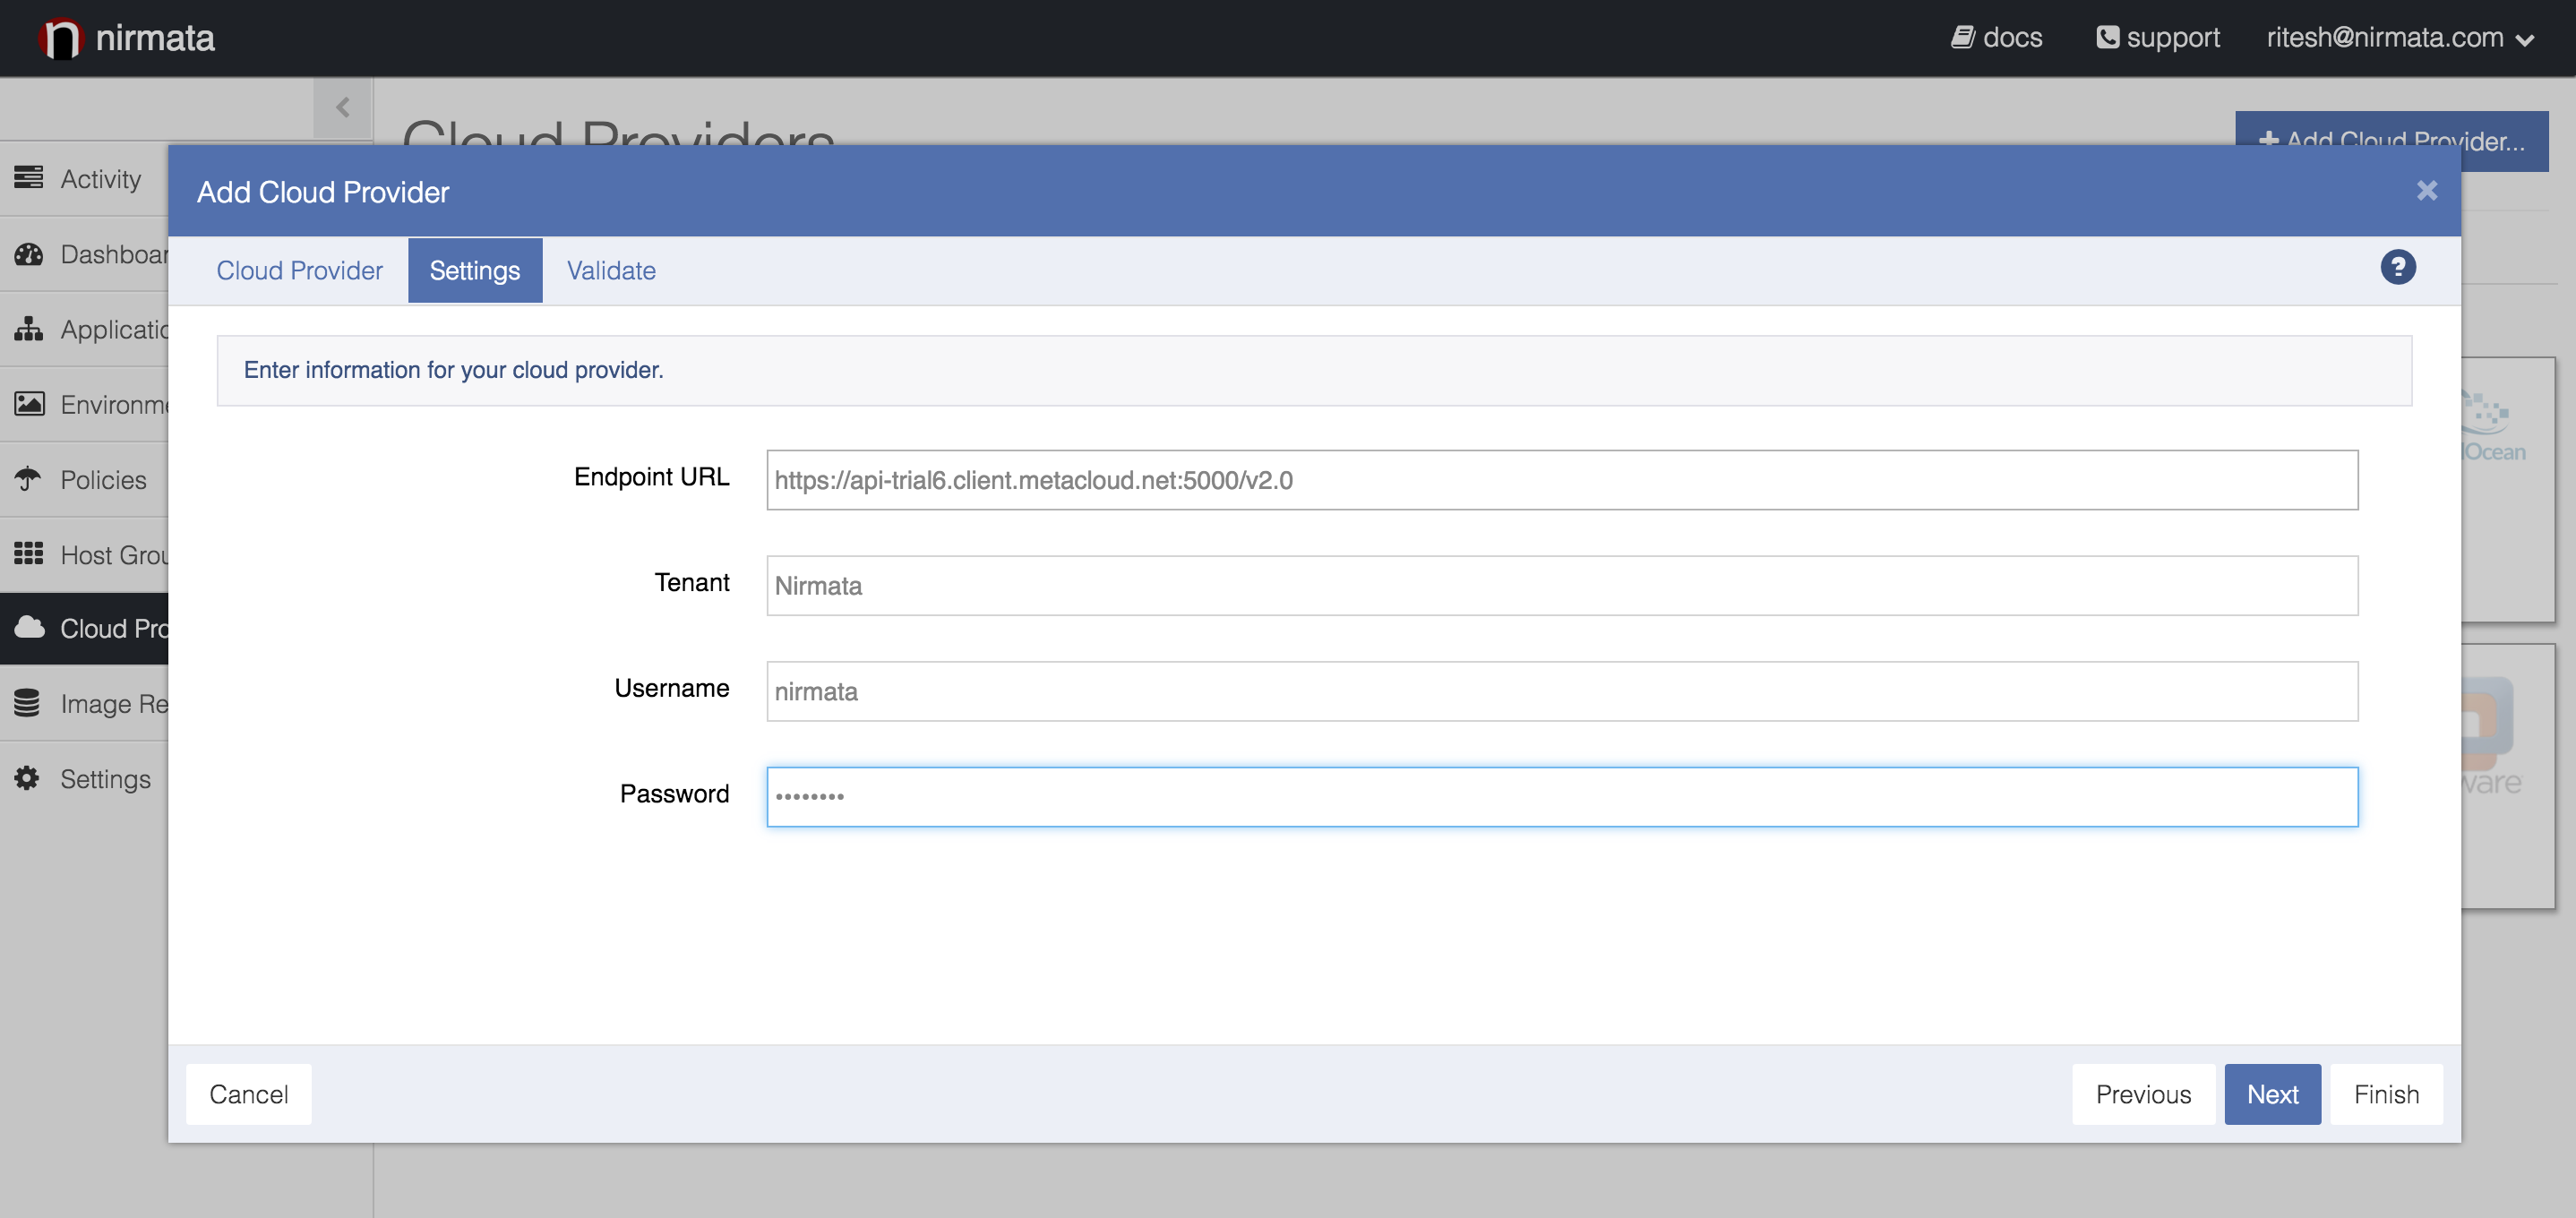 nirmata
docs
support
ritesh@nirmata.com
Cloud Providers
+ Add Cloud Provider...
Activity
Add Cloud Provider
Cloud Provider
Settings
Validate
?
Enter information for your cloud provider.
Endpoint URL
https://api-trial6.client.metacloud.net:5000/v2.0
Policies
Tenant
Nirmata
Host Grou
Username
nirmata
Cloud Pro
Image Re
Password
••••••••
Settings
Cancel
Previous
Next
Finish
Dashboar
Applicatio
Environme
lOcean
ware